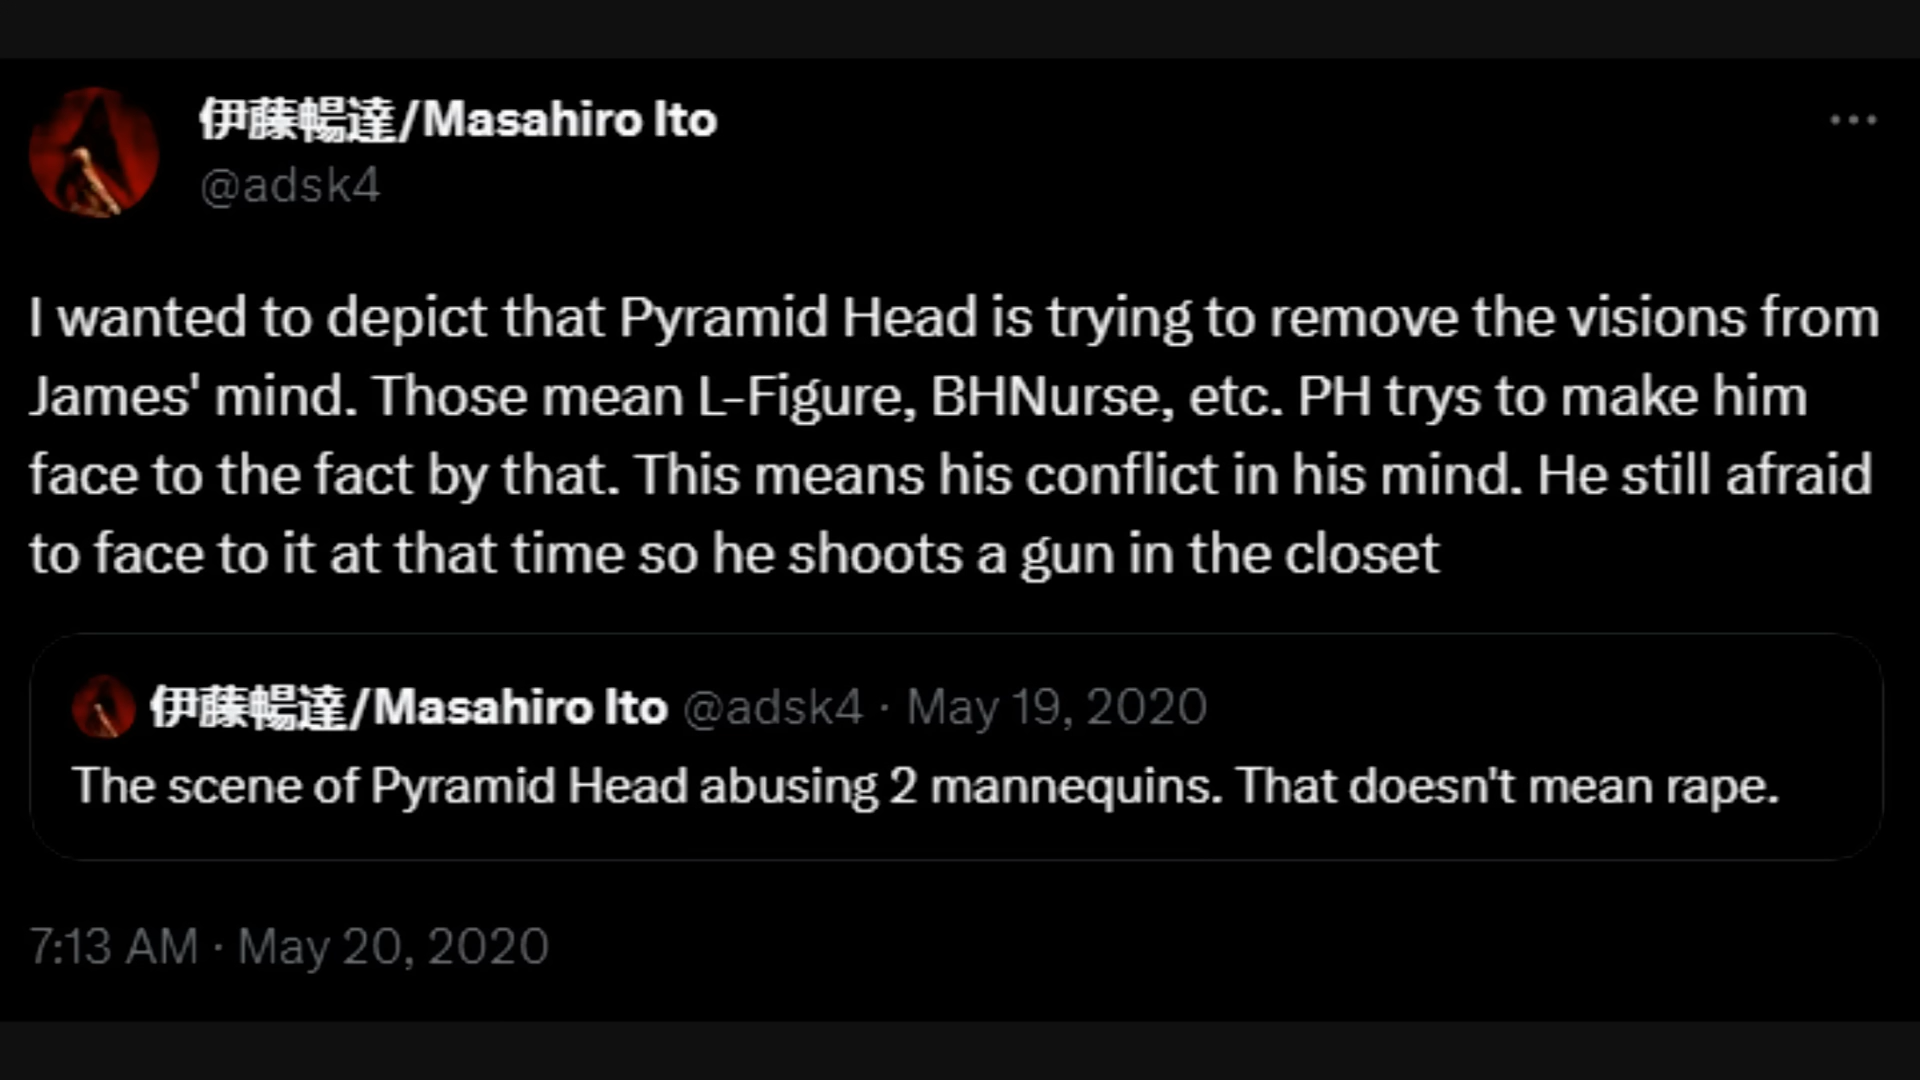 伊藤暢達/Masahiro Ito
@adsk4
I wanted to depict that Pyramid Head is trying to remove the visions from
James' mind. Those mean L-Figure, BHNurse, etc. PH trys to make him
face to the fact by that. This means his conflict in his mind. He still afraid
to face to it at that time so he shoots a gun in the closet
伊藤暢達/Masahiro Ito @adsk4 · May 19, 2020
The scene of Pyramid Head abusing 2 mannequins. That doesn't mean rape.
7:13 AM · May 20, 2020